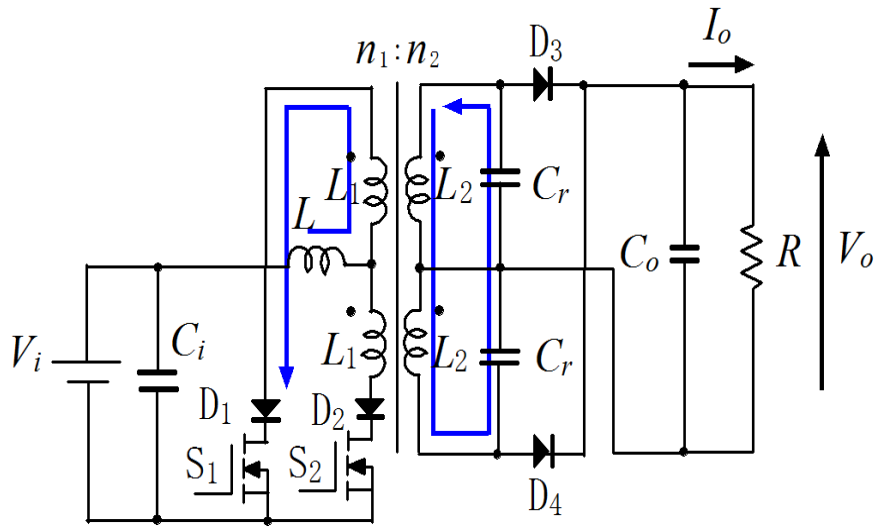 n₁:n₂
D₃
Iₒ
L₁
L₂
Cᵣ
L
Vᵢ
Cᵢ
L₁
L₂
Cᵣ
Cₒ
R
Vₒ
D₁
D₂
S₁
S₂
D₄